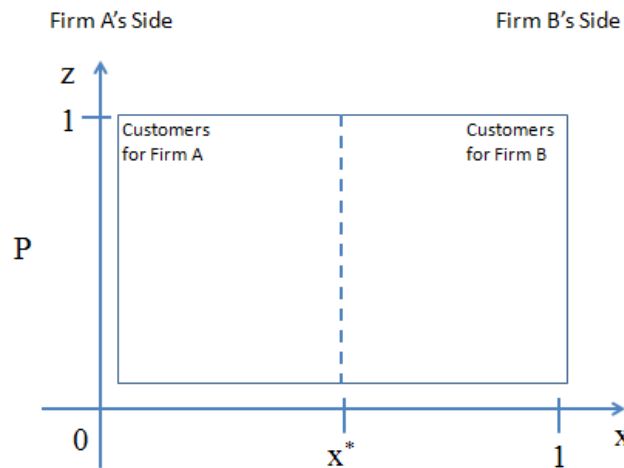 Firm A's Side
Firm B's Side
z
1
Customers
for Firm A
Customers
for Firm B
P
0
x*
1
x